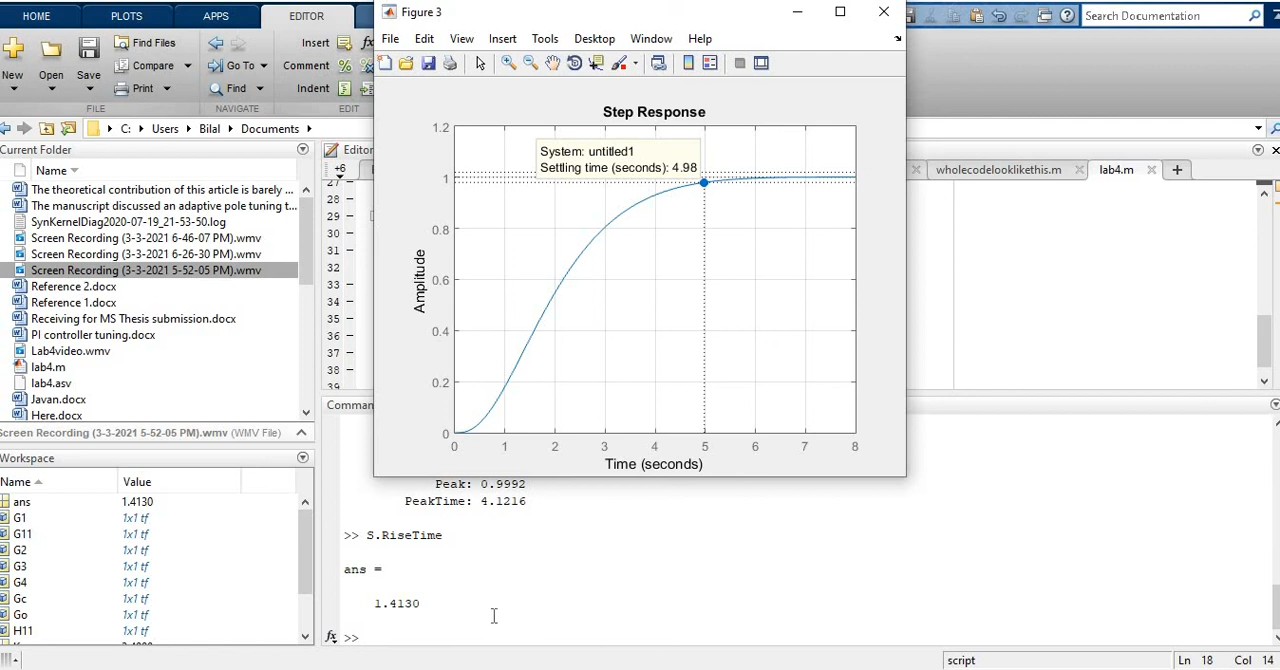 HOME PLOTS APPS EDITOR
New
Open
Save
Find Files
Compare
Print
FILE
Go To
Find
NAVIGATE
Insert
Comment
Indent
EDIT
Search Documentation
C: Users Bilal Documents
Current Folder
Name
The theoretical contribution of this article is barely ...
The manuscript discussed an adaptive pole tuning t...
SynKernelDiag2020-07-19_21-53-50.log
Screen Recording (3-3-2021 6-46-07 PM).wmv
Screen Recording (3-3-2021 6-26-30 PM).wmv
Screen Recording (3-3-2021 5-52-05 PM).wmv
Reference 2.docx
Reference 1.docx
Receiving for MS Thesis submission.docx
PI controller tuning.docx
Lab4video.wmv
lab4.m
lab4.asv
Javan.docx
Here.docx
Screen Recording (3-3-2021 5-52-05 PM).wmv (WMV File)
Workspace
Name Value
ans 1.4130
G1 1x1 tf
G11 1x1 tf
G2 1x1 tf
G3 1x1 tf
G4 1x1 tf
Gc 1x1 tf
Go 1x1 tf
H11 1x1 tf
Figure 3
File Edit View Insert Tools Desktop Window Help
Step Response
System: untitled1
Settling time (seconds): 4.98
Amplitude
1.2
1
0.8
0.6
0.4
0.2
0
0 1 2 3 4 5 6 7 8
Time (seconds)
Editor
+6
wholecodelooklikethis.m lab4.m
27
28
29
30
31
32
33
34
35
36
37
38
39
Comman
Peak: 0.9992
PeakTime: 4.1216
>> S.RiseTime
ans =
1.4130
fx >>
script Ln 18 Col 14